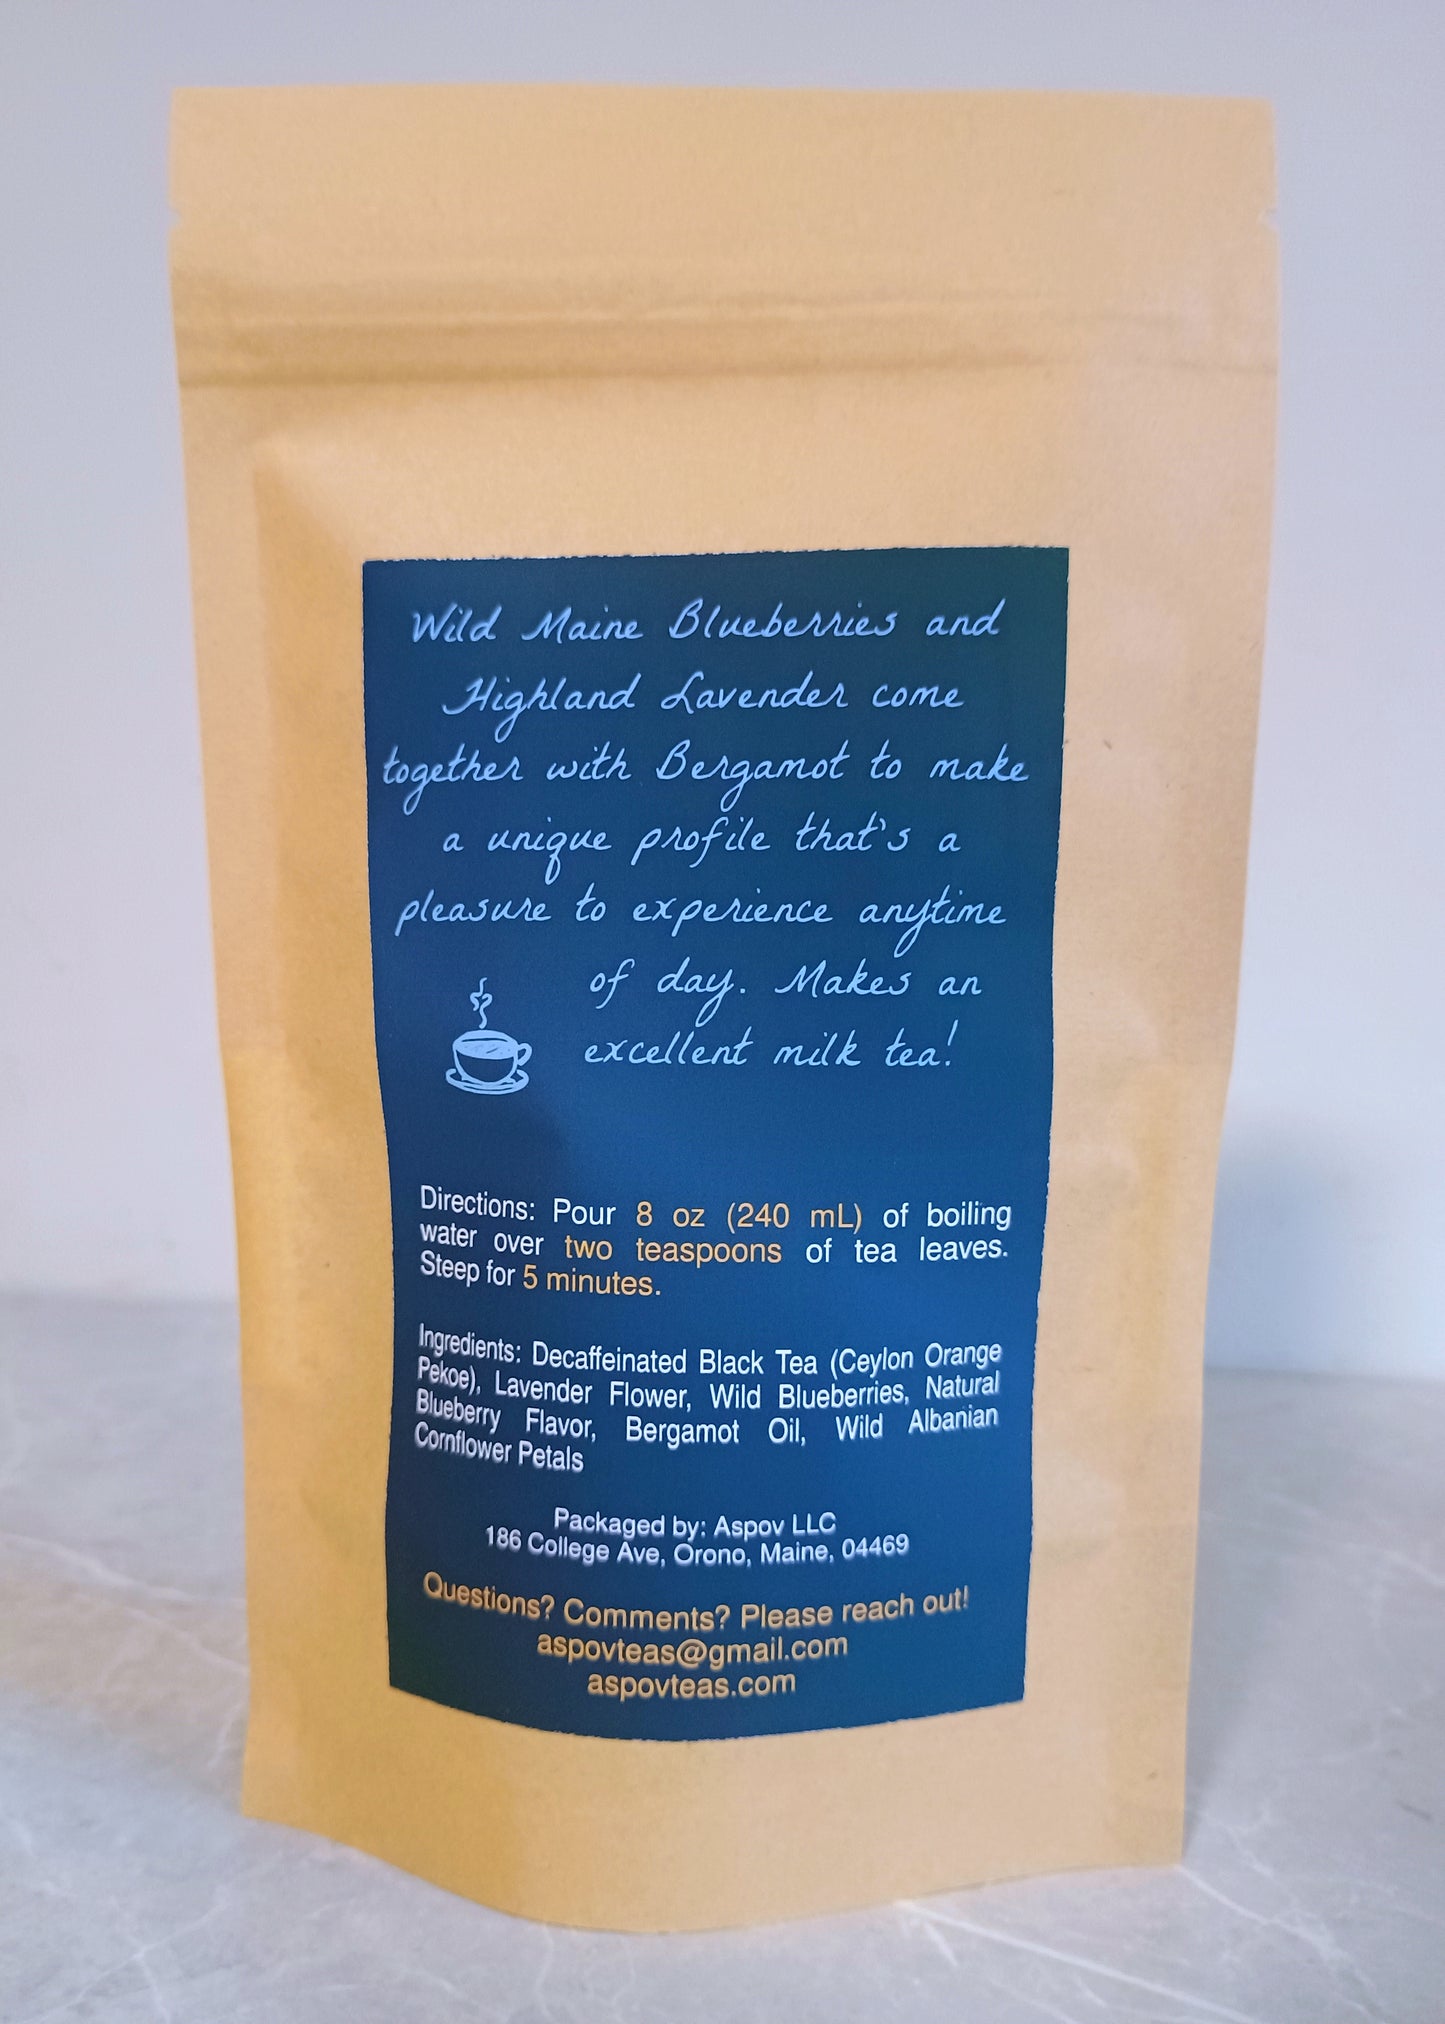 Wild Maine Blueberries and
Highland Lavender come
together with Bergamot to make
a unique profile that's a
pleasure to experience anytime
of day. Makes an
excellent milk tea!
Directions: Pour 8 oz (240 mL) of boiling
water over two teaspoons of tea leaves.
Steep for 5 minutes.
Ingredients: Decaffeinated Black Tea (Ceylon Orange
Pekoe), Lavender Flower, Wild Blueberries, Natural
Blueberry Flavor, Bergamot Oil, Wild Albanian
Cornflower Petals
Packaged by: Aspov LLC
186 College Ave, Orono, Maine, 04469
Questions? Comments? Please reach out!
aspovteas@gmail.com
aspovteas.com